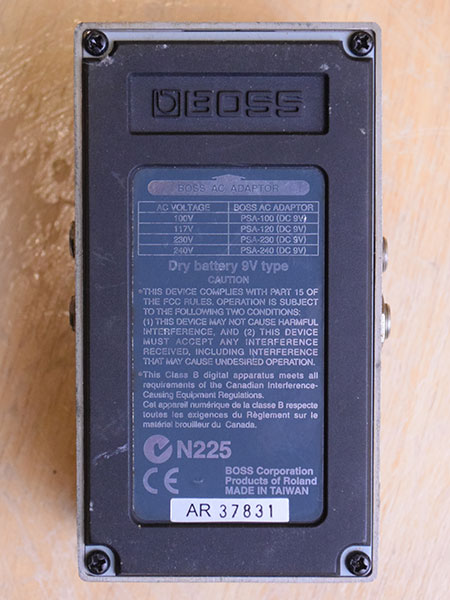 BOSS
BOSS AC ADAPTOR
AC VOLTAGE BOSS AC ADAPTOR
100V PSA-100 (DC 9V)
117V PSA-120 (DC 9V)
230V PSA-230 (DC 9V)
240V PSA-240 (DC 9V)
Dry battery 9V type
CAUTION
*THIS DEVICE COMPLIES WITH PART 15 OF
THE FCC RULES. OPERATION IS SUBJECT
TO THE FOLLOWING TWO CONDITIONS:
(1) THIS DEVICE MAY NOT CAUSE HARMFUL
INTERFERENCE, AND (2) THIS DEVICE
MUST ACCEPT ANY INTERFERENCE
RECEIVED, INCLUDING INTERFERENCE
THAT MAY CAUSE UNDESIRED OPERATION.
*This Class B digital apparatus meets all
requirements of the Canadian Interference-
Causing Equipment Regulations.
Cet appareil numérique de la classe B respecte
toutes les exigences du Règlement sur le
matériel brouilleur du Canada.
N225
CE
BOSS Corporation
Products of Roland
MADE IN TAIWAN
AR 37831